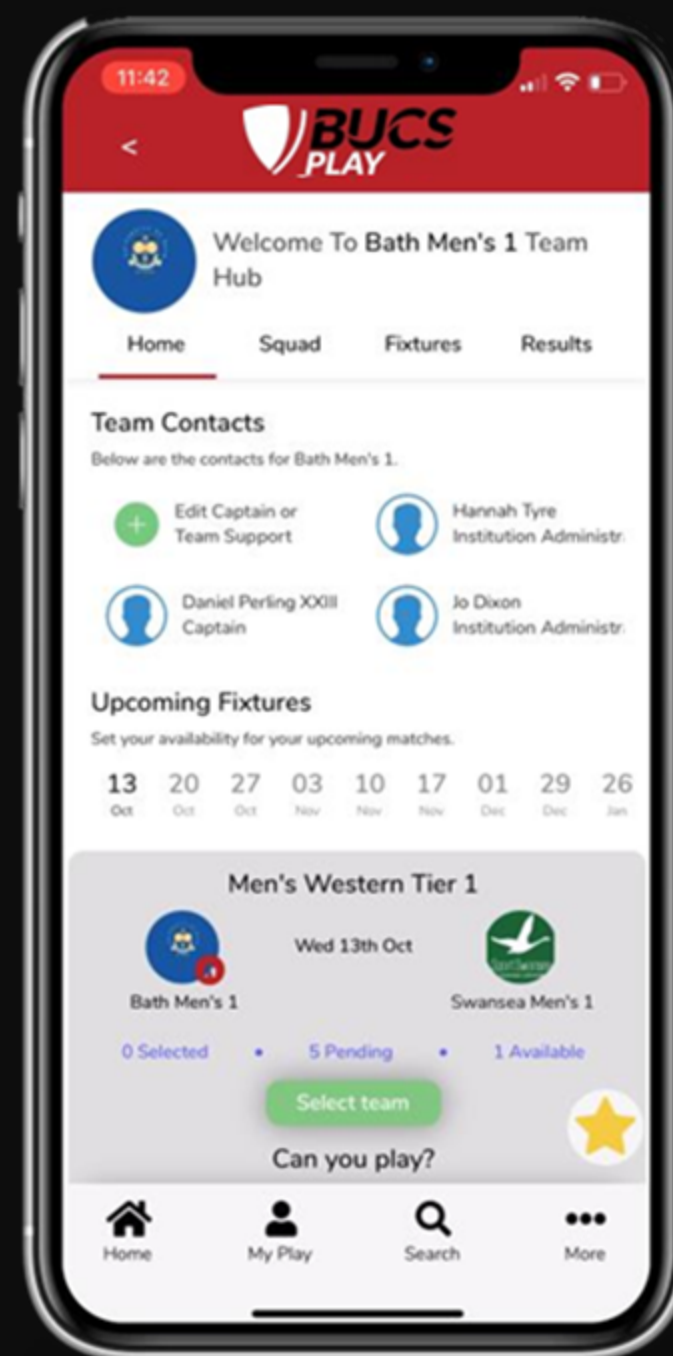 11:42
<
BUCS
PLAY
Welcome To Bath Men's 1 Team
Hub
Home Squad Fixtures Results
Team Contacts
Below are the contacts for Bath Men's 1.
Edit Captain or
Team Support
Hannah Tyre
Institution Administr
Daniel Perling XXIII
Captain
Jo Dixon
Institution Administr
Upcoming Fixtures
Set your availability for your upcoming matches.
13 20 27 03 10 17 01 29 26
Oct Oct Oct Nov Nov Nov Dec Dec Jan
Men's Western Tier 1
Wed 13th Oct
Bath Men's 1 Swansea Men's 1
0 Selected • 5 Pending • 1 Available
Select team
Can you play?
Home My Play Search More